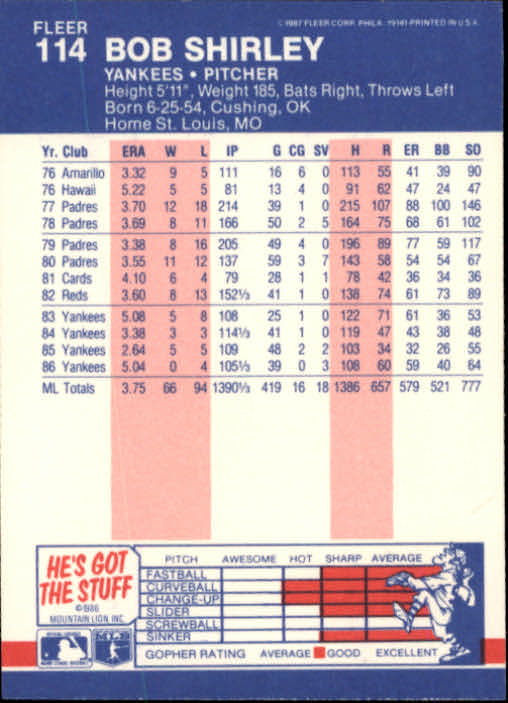 FLEER
114 BOB SHIRLEY
©1987 FLEER CORP. PHILA. 19141-PRINTED IN U.S.A.
YANKEES • PITCHER
Height 5'11", Weight 185, Bats Right, Throws Left
Born 6-25-54, Cushing, OK
Home St. Louis, MO
Yr. Club ERA W L IP G CG SV H R ER BB SO
76 Amarillo 3.32 9 5 111 16 6 0 113 55 41 39 90
76 Hawaii 5.22 5 5 81 13 4 0 91 62 47 24 47
77 Padres 3.70 12 18 214 39 1 0 215 107 88 100 146
78 Padres 3.69 8 11 166 50 2 5 164 75 68 61 102
79 Padres 3.38 8 16 205 49 4 0 196 89 77 59 117
80 Padres 3.55 11 12 137 59 3 7 143 58 54 54 67
81 Cards 4.10 6 4 79 28 1 1 78 42 36 34 36
82 Reds 3.60 8 13 152⅓ 41 1 0 138 74 61 73 89
83 Yankees 5.08 5 8 108 25 1 0 122 71 61 36 53
84 Yankees 3.38 3 3 114⅓ 41 1 0 119 47 43 38 48
85 Yankees 2.64 5 5 109 48 2 2 103 34 32 26 55
86 Yankees 5.04 0 4 105⅓ 39 0 3 108 60 59 40 64
ML Totals 3.75 66 94 1390⅓ 419 16 18 1386 657 579 521 777
HE'S GOT
THE STUFF
©1986
MOUNTAIN LION INC.
PITCH AWESOME HOT SHARP AVERAGE
FASTBALL
CURVEBALL
CHANGE-UP
SLIDER
SCREWBALL
SINKER
GOPHER RATING AVERAGE GOOD EXCELLENT